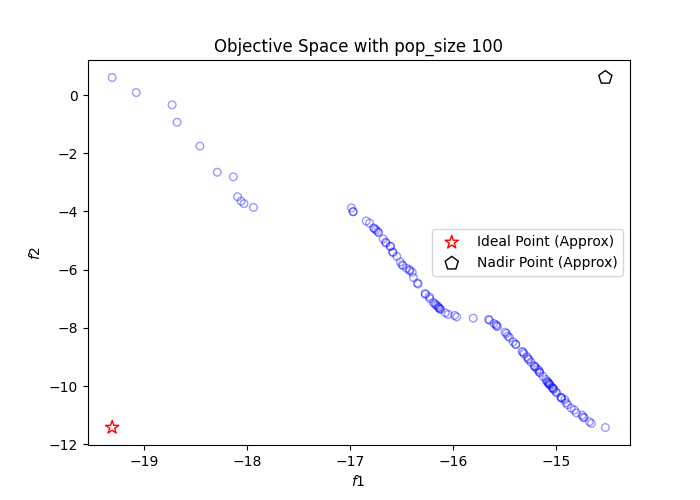 Objective Space with pop_size 100
f2
0
−2
−4
−6
−8
−10
−12
Ideal Point (Approx)
Nadir Point (Approx)
−19
−18
−17
−16
−15
f1